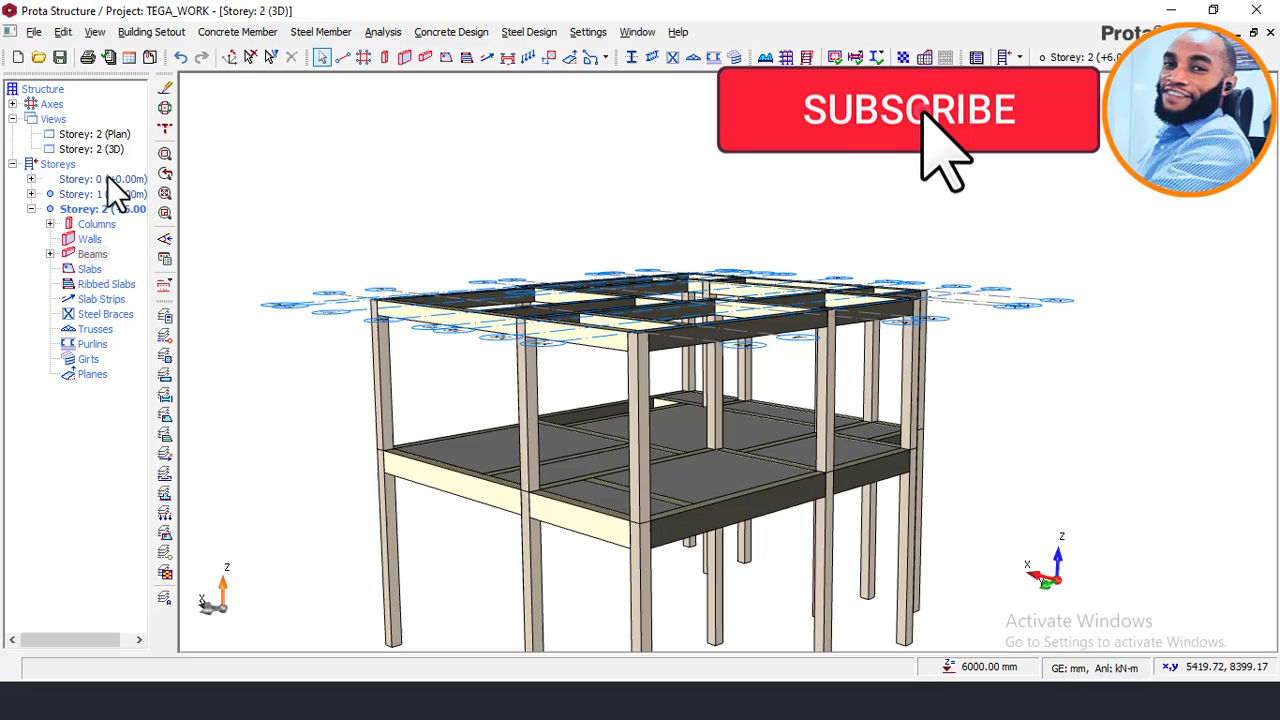 Prota Structure / Project: TEGA_WORK - [Storey: 2 (3D)]
File Edit View Building Setout Concrete Member Steel Member Analysis Concrete Design Steel Design Settings Window Help
Storey: 2 (+6.0
SUBSCRIBE
Structure
Axes
Views
Storey: 2 (Plan)
Storey: 2 (3D)
Storeys
Storey: 0
Storey: 1
Storey: 2
Columns
Walls
Beams
Slabs
Ribbed Slabs
Slab Strips
Steel Braces
Trusses
Purlins
Girts
Planes
Z
X
Z
X
Y
Activate Windows
Go to Settings to activate Windows.
Z= 6000.00 mm GE: mm, Anl: kN-m x,y 5419.72, 8399.17